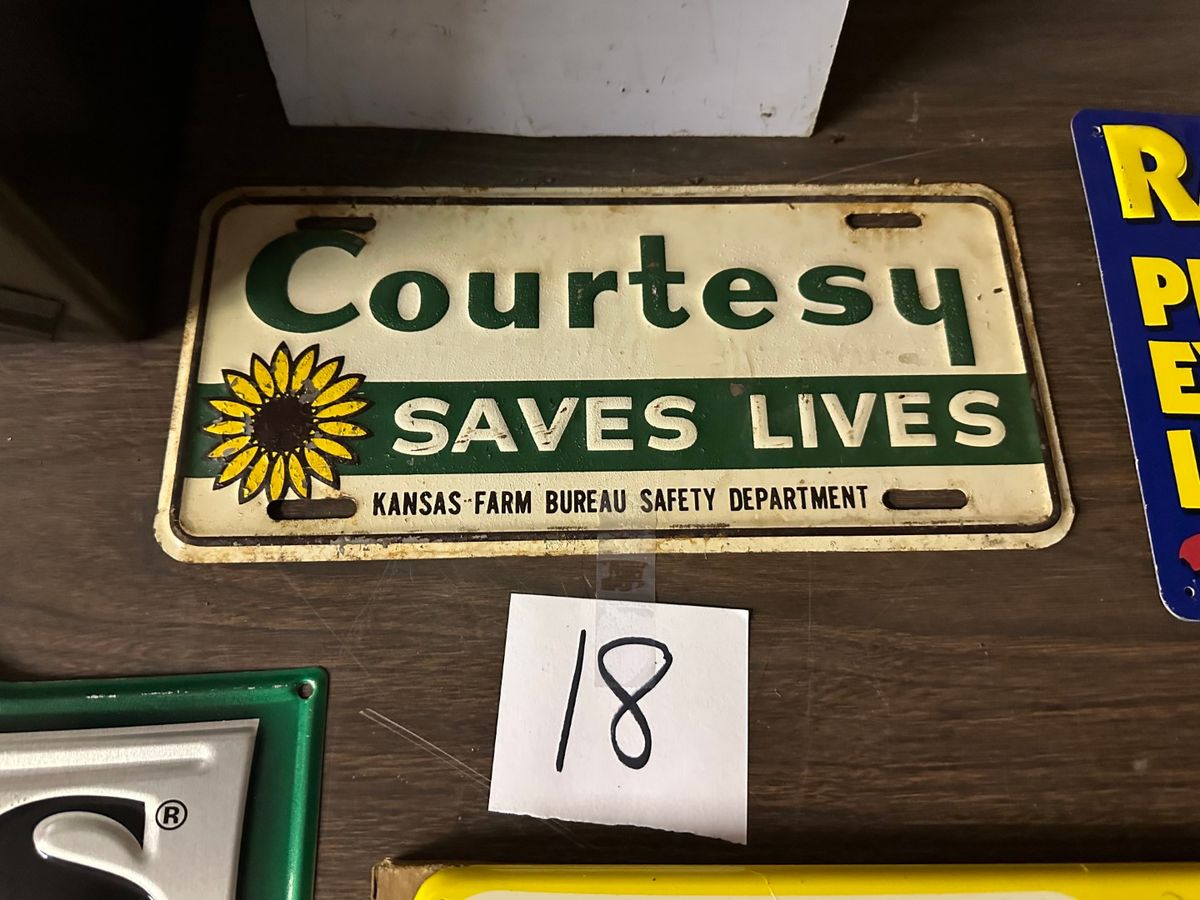 Courtesy
SAVES LIVES
KANSAS FARM BUREAU SAFETY DEPARTMENT
18
®